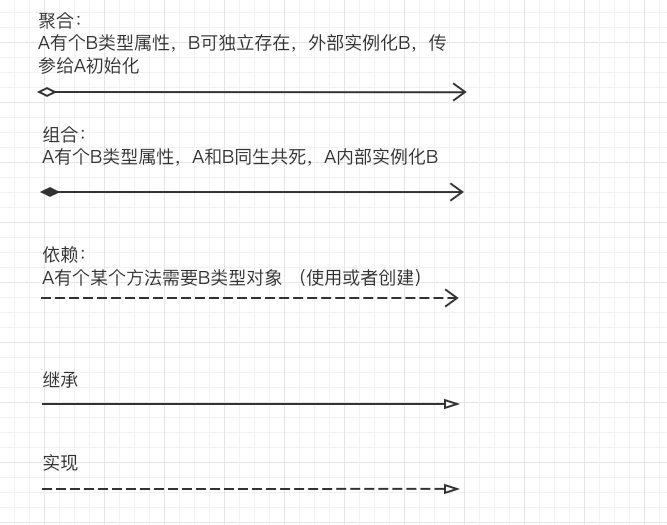 聚合：
A有个B类型属性，B可独立存在，外部实例化B，传
参给A初始化
组合：
A有个B类型属性，A和B同生共死，A内部实例化B
依赖：
A有个某个方法需要B类型对象 （使用或者创建）
继承
实现